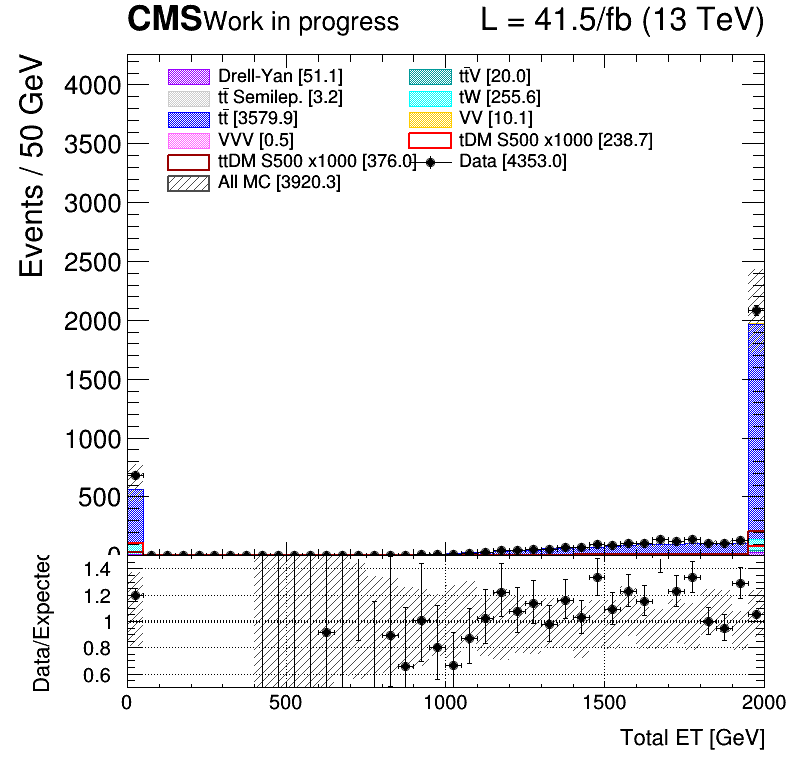 CMS Work in progress L = 41.5/fb (13 TeV)
Events / 50 GeV
4000
3500
3000
2500
2000
1500
1000
500
0
Drell-Yan [51.1]
tt̄ Semilep. [3.2]
tt̄ [3579.9]
VVV [0.5]
ttDM S500 x1000 [376.0]
All MC [3920.3]
tt̄V [20.0]
tW [255.6]
VV [10.1]
tDM S500 x1000 [238.7]
Data [4353.0]
Data/Expected
1.4
1.2
1
0.8
0.6
0 500 1000 1500 2000
Total ET [GeV]